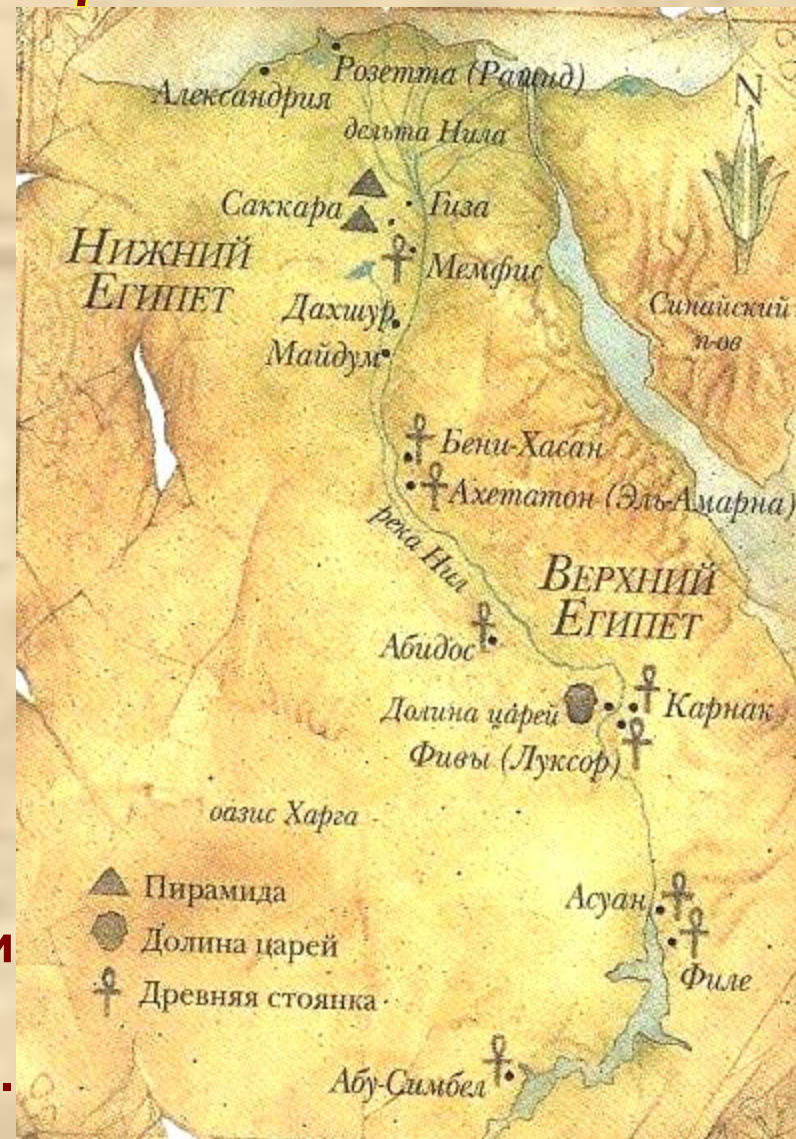 Розетта (Рашид)
Александрия
N
дельта Нила
Саккара
Гиза
НИЖНИЙ
ЕГИПЕТ
Мемфис
Дахшур
Синайский
п-ов
Майдум
Бени-Хасан
Ахетатон (Эль-Амарна)
река Нил
ВЕРХНИЙ
ЕГИПЕТ
Абидос
Долина царей
Карнак
Фивы (Луксор)
оазис Харга
Пирамида
Асуан
и
Долина царей
Филе
Древняя стоянка
Абу-Симбел
.